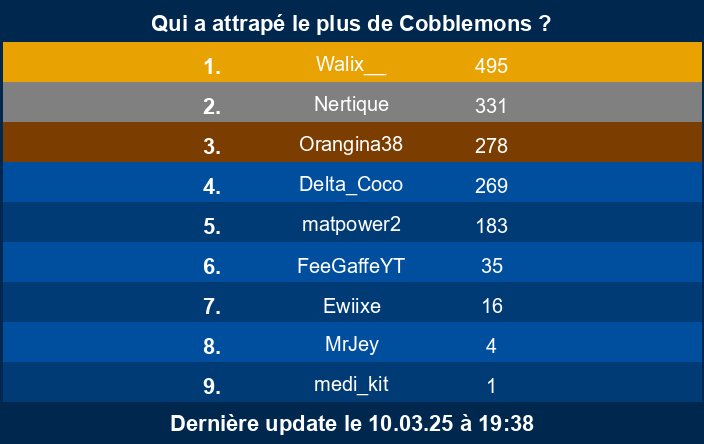 Qui a attrapé le plus de Cobblemons ?
1. Walix__ 495
2. Nertique 331
3. Orangina38 278
4. Delta_Coco 269
5. matpower2 183
6. FeeGaffeYT 35
7. Ewiixe 16
8. MrJey 4
9. medi_kit 1
Dernière update le 10.03.25 à 19:38